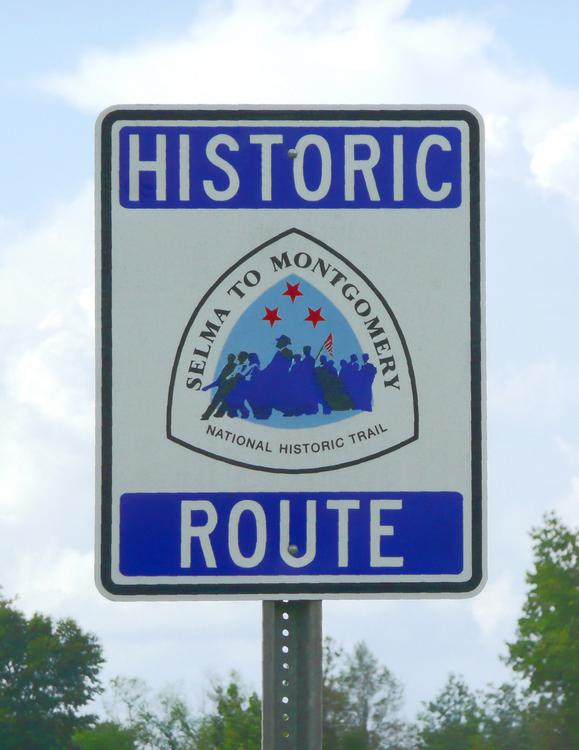 HISTORIC
SELMA TO MONTGOMERY
NATIONAL HISTORIC TRAIL
ROUTE